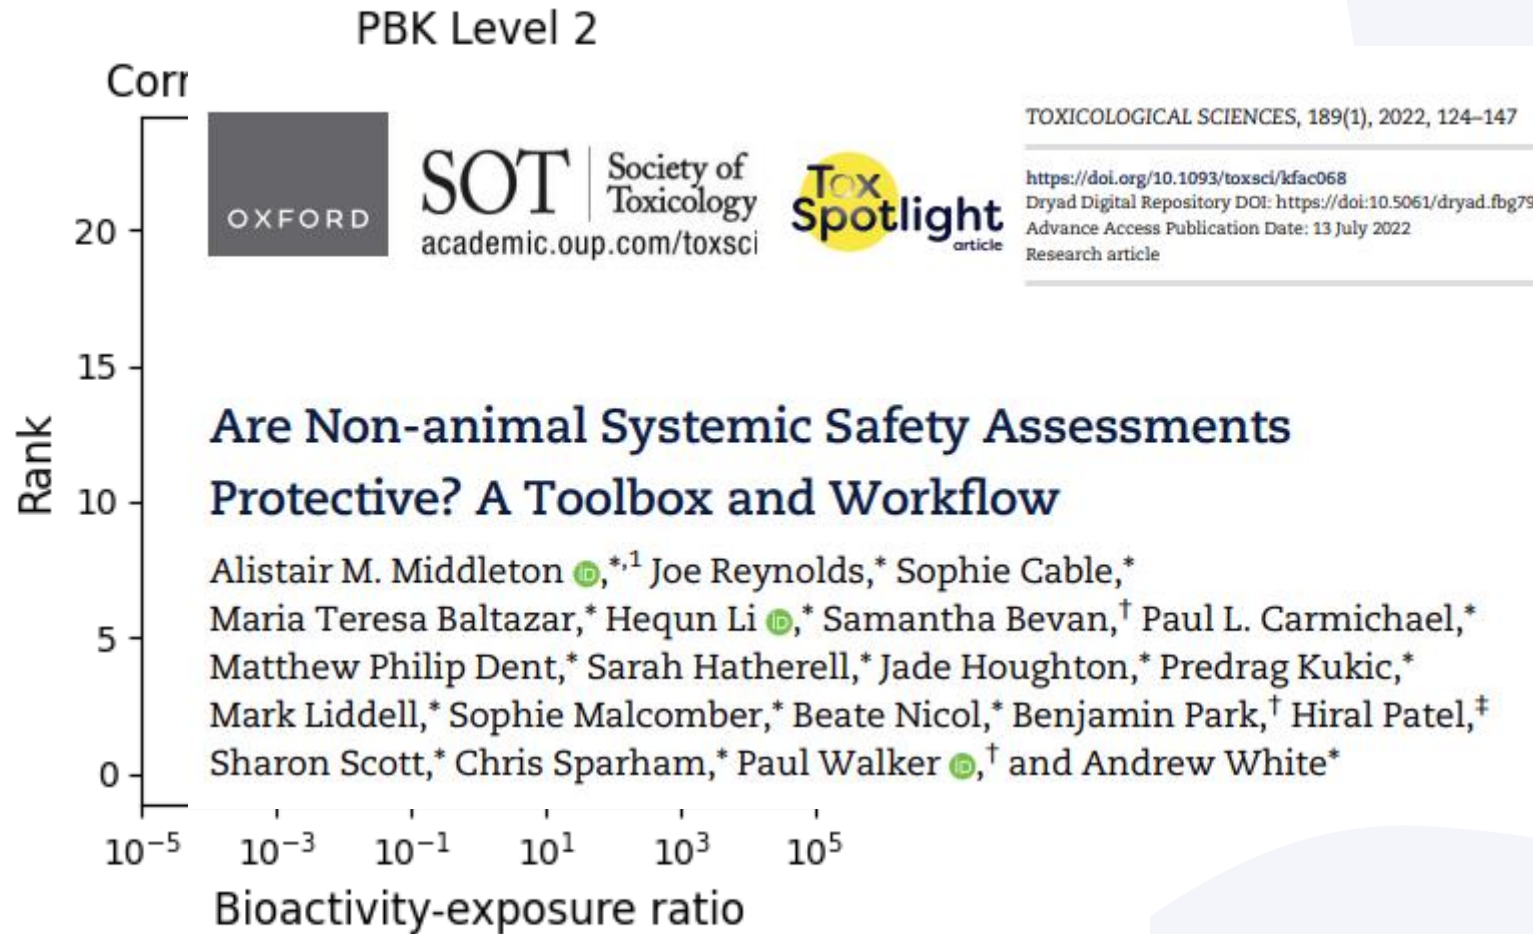 PBK Level 2
Corr
OXFORD
SOT
Society of
Toxicology
academic.oup.com/toxsci
Tox
Spotlight
article
TOXICOLOGICAL SCIENCES, 189(1), 2022, 124–147
https://doi.org/10.1093/toxsci/kfac068
Dryad Digital Repository DOI: https://doi:10.5061/dryad.fbg79
Advance Access Publication Date: 13 July 2022
Research article
Are Non-animal Systemic Safety Assessments
Protective? A Toolbox and Workflow
Alistair M. Middleton iD,*,1 Joe Reynolds,* Sophie Cable,*
Maria Teresa Baltazar,* Hequn Li iD,* Samantha Bevan,† Paul L. Carmichael,*
Matthew Philip Dent,* Sarah Hatherell,* Jade Houghton,* Predrag Kukic,*
Mark Liddell,* Sophie Malcomber,* Beate Nicol,* Benjamin Park,† Hiral Patel,‡
Sharon Scott,* Chris Sparham,* Paul Walker iD,† and Andrew White*
Rank
20
15
10
5
0
10⁻⁵ 10⁻³ 10⁻¹ 10¹ 10³ 10⁵
Bioactivity-exposure ratio